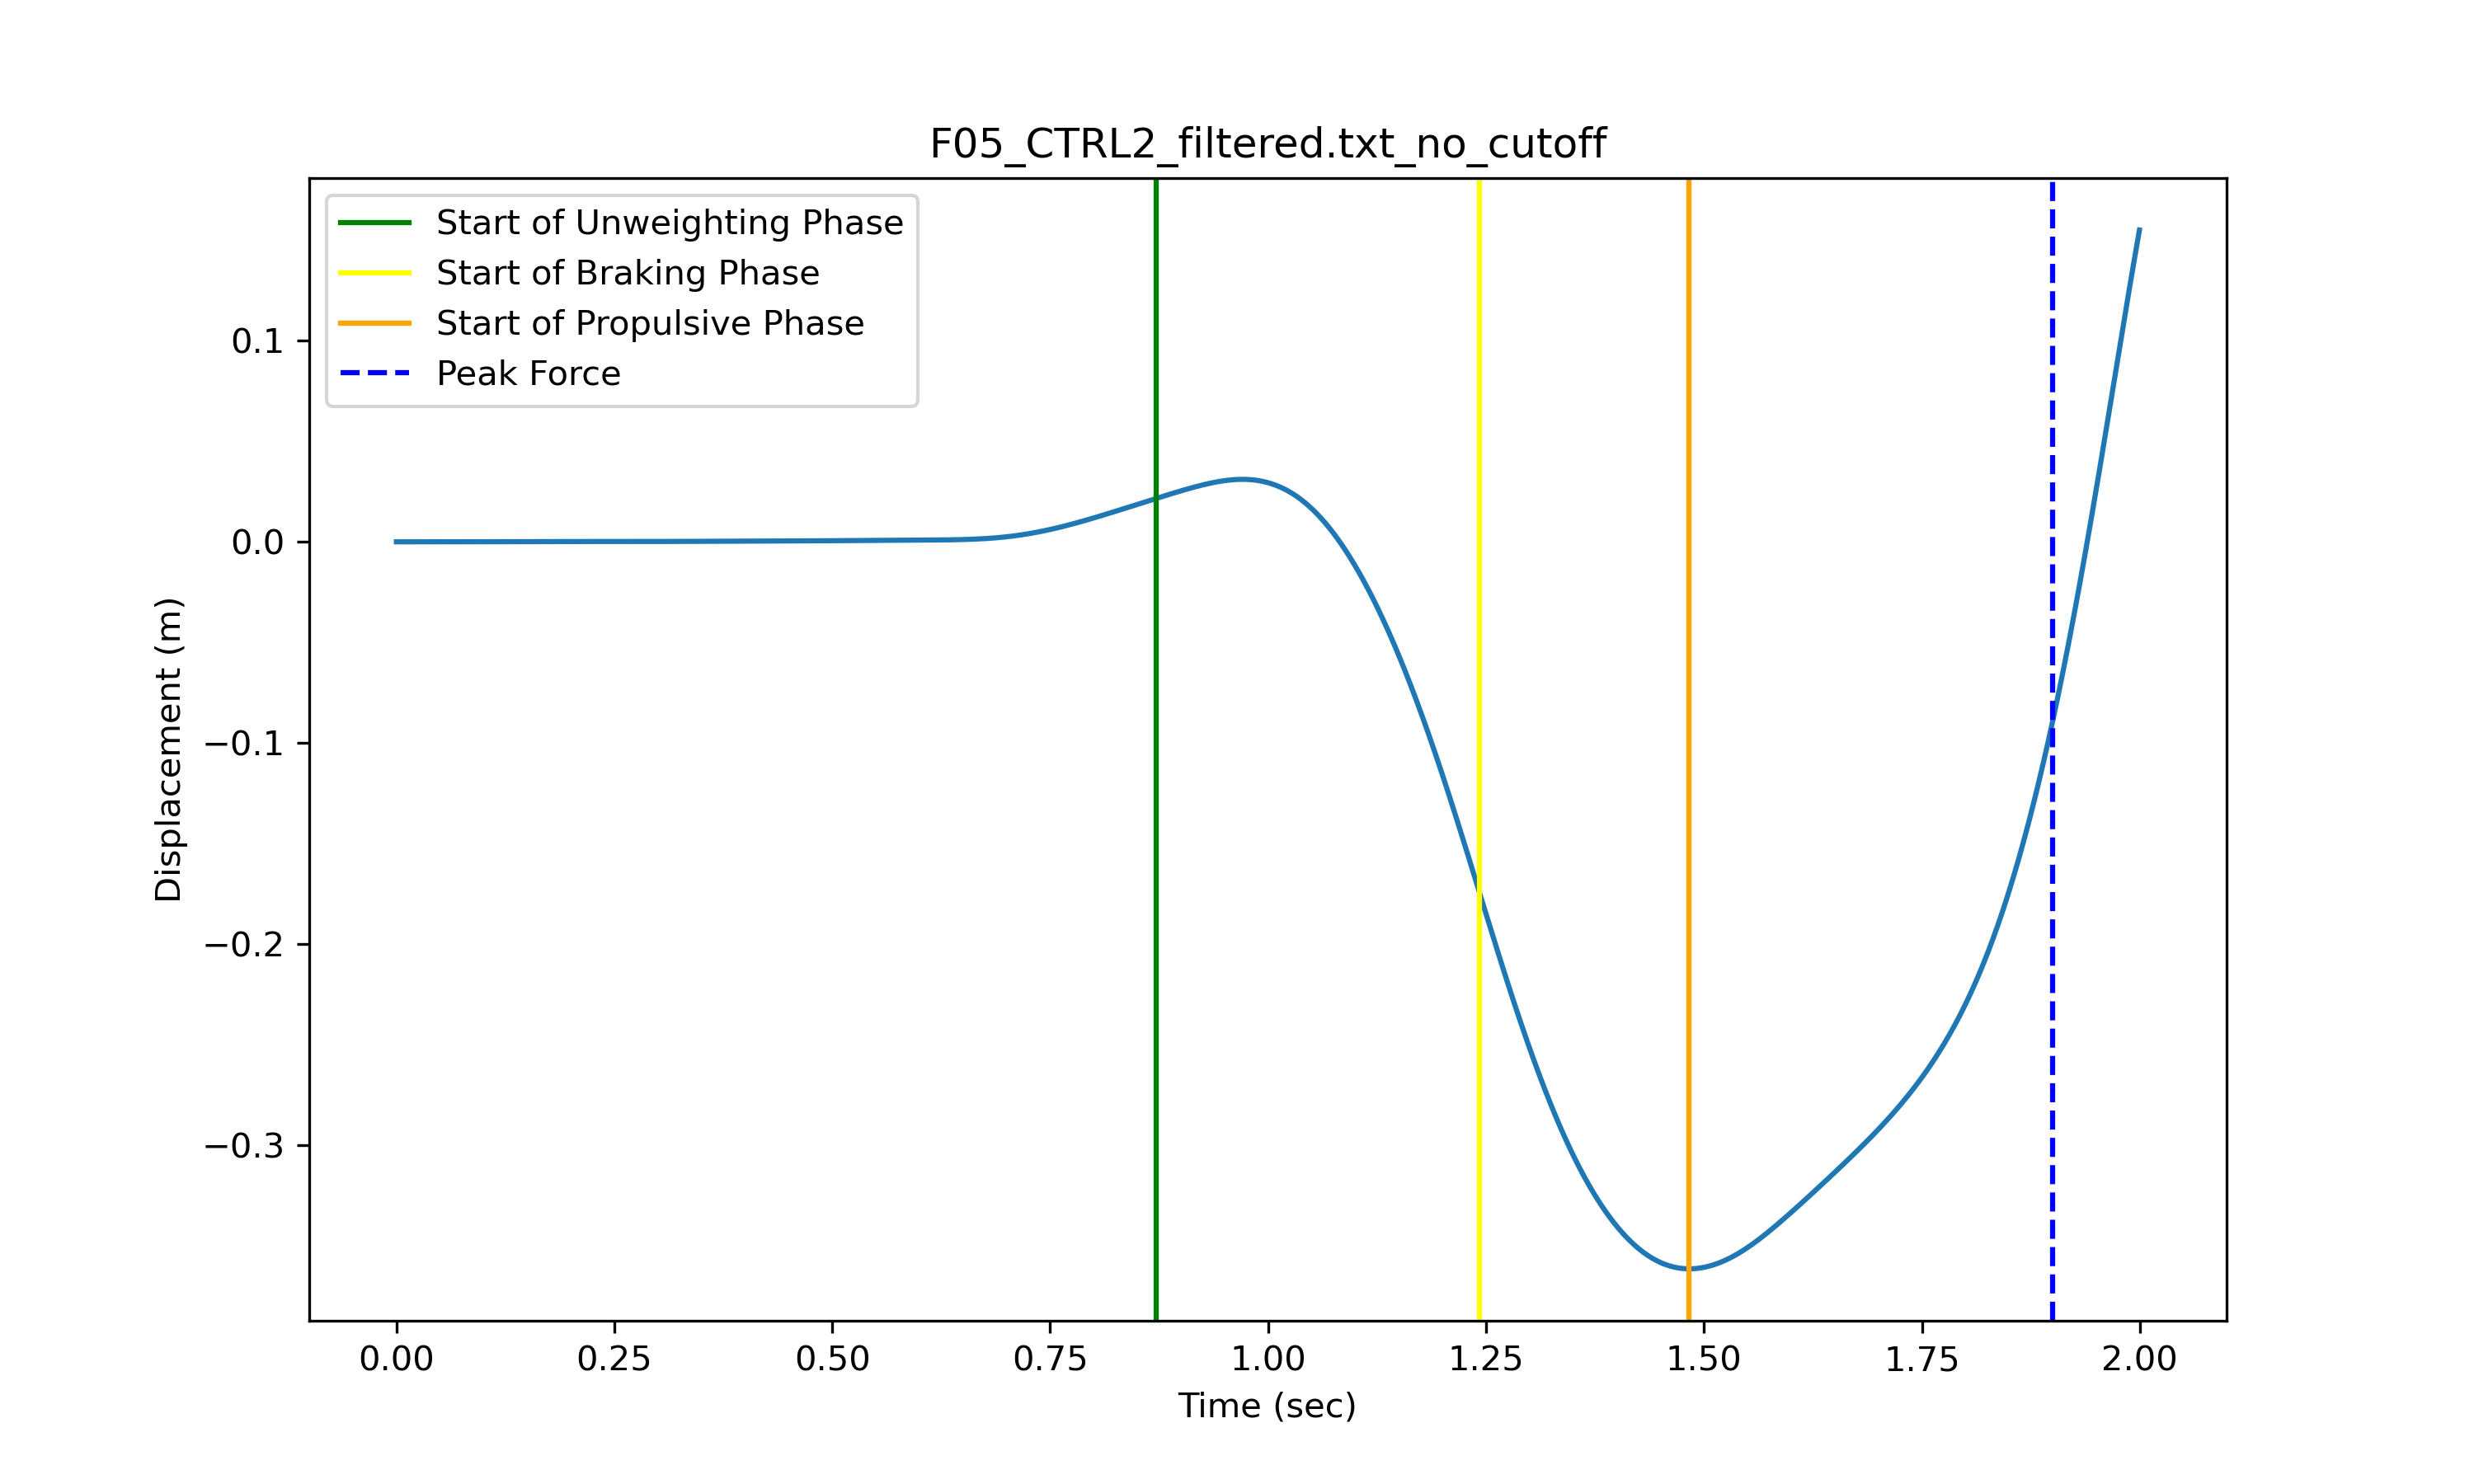 F05_CTRL2_filtered.txt_no_cutoff
Start of Unweighting Phase
Start of Braking Phase
Start of Propulsive Phase
Peak Force
0.1
0.0
−0.1
−0.2
−0.3
Displacement (m)
0.00 0.25 0.50 0.75 1.00 1.25 1.50 1.75 2.00
Time (sec)